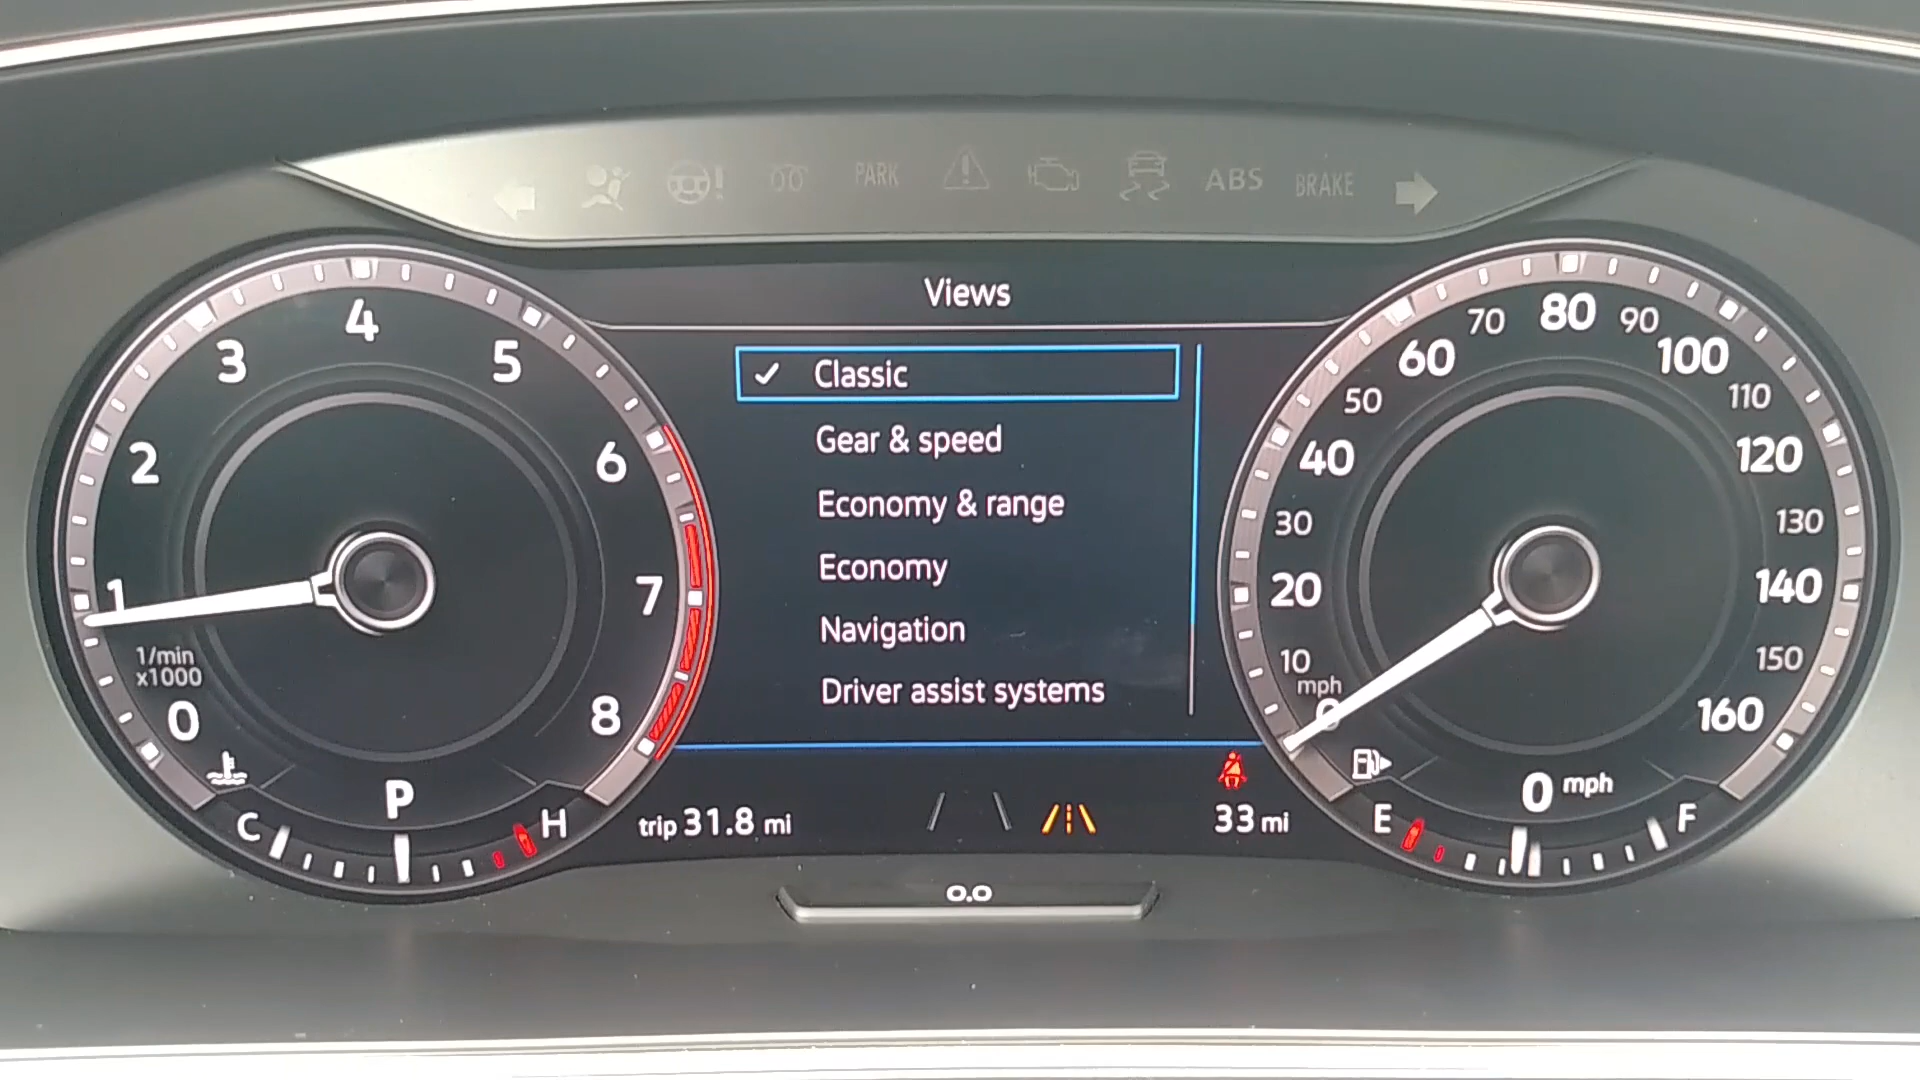 PARK
ABS
BRAKE
Views
Classic
Gear & speed
Economy & range
Economy
Navigation
Driver assist systems
0
1
2
3
4
5
6
7
8
1/min
x1000
C
P
H
trip 31.8 mi
33 mi
0.0
0
10
20
30
40
50
60
70
80
90
100
110
120
130
140
150
160
mph
0 mph
E
F